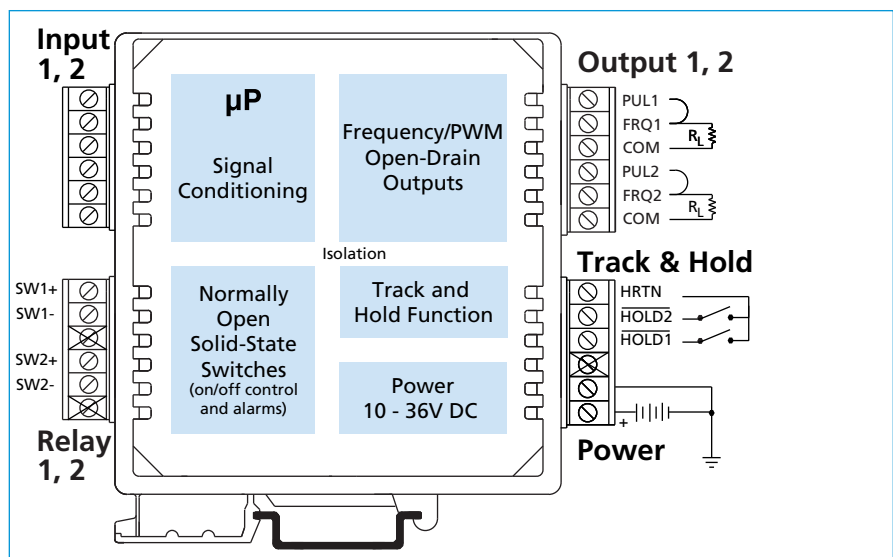 Input
1, 2
µP
Signal
Conditioning
Frequency/PWM
Open-Drain
Outputs
Output 1, 2
PUL1
FRQ1
COM
RL
PUL2
FRQ2
COM
RL
Isolation
SW1+
SW1-
SW2+
SW2-
Relay
1, 2
Normally
Open
Solid-State
Switches
(on/off control
and alarms)
Track and
Hold Function
Power
10 - 36V DC
Track & Hold
HRTN
HOLD2
HOLD1
+
Power